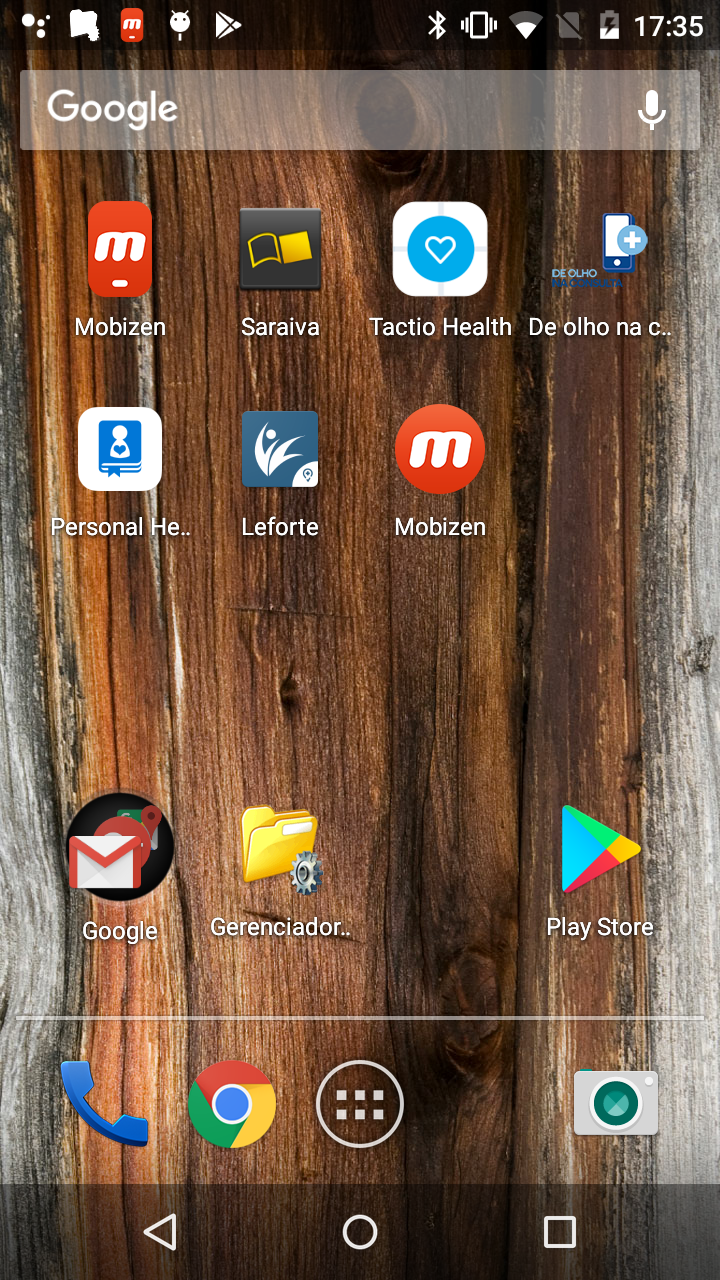 17:35
Google
Mobizen
Saraiva
Tactio Health
DE OLHO
NA CONSULTA
De olho na c..
Personal He..
Leforte
Mobizen
Google
Gerenciador..
Play Store